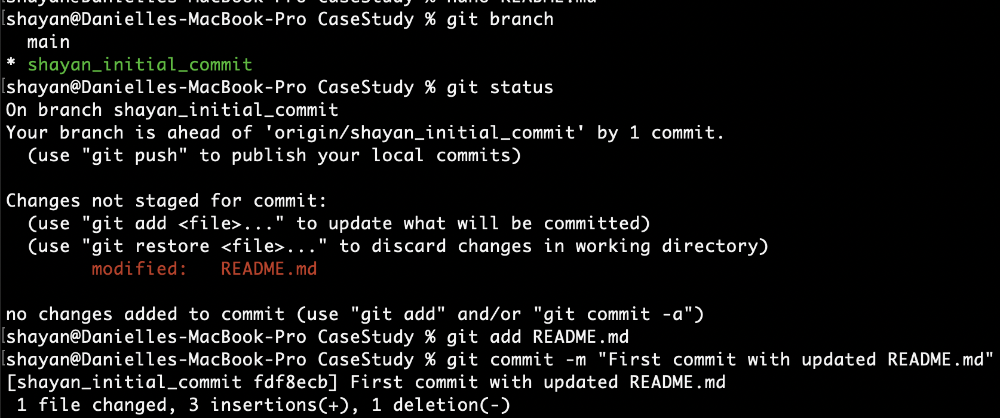 shayan@Danielles-MacBook-Pro CaseStudy % nano README.md
[shayan@Danielles-MacBook-Pro CaseStudy % git branch
  main
* shayan_initial_commit
[shayan@Danielles-MacBook-Pro CaseStudy % git status
On branch shayan_initial_commit
Your branch is ahead of 'origin/shayan_initial_commit' by 1 commit.
  (use "git push" to publish your local commits)

Changes not staged for commit:
  (use "git add <file>..." to update what will be committed)
  (use "git restore <file>..." to discard changes in working directory)
        modified:   README.md

no changes added to commit (use "git add" and/or "git commit -a")
[shayan@Danielles-MacBook-Pro CaseStudy % git add README.md
[shayan@Danielles-MacBook-Pro CaseStudy % git commit -m "First commit with updated README.md"
[shayan_initial_commit fdf8ecb] First commit with updated README.md
 1 file changed, 3 insertions(+), 1 deletion(-)